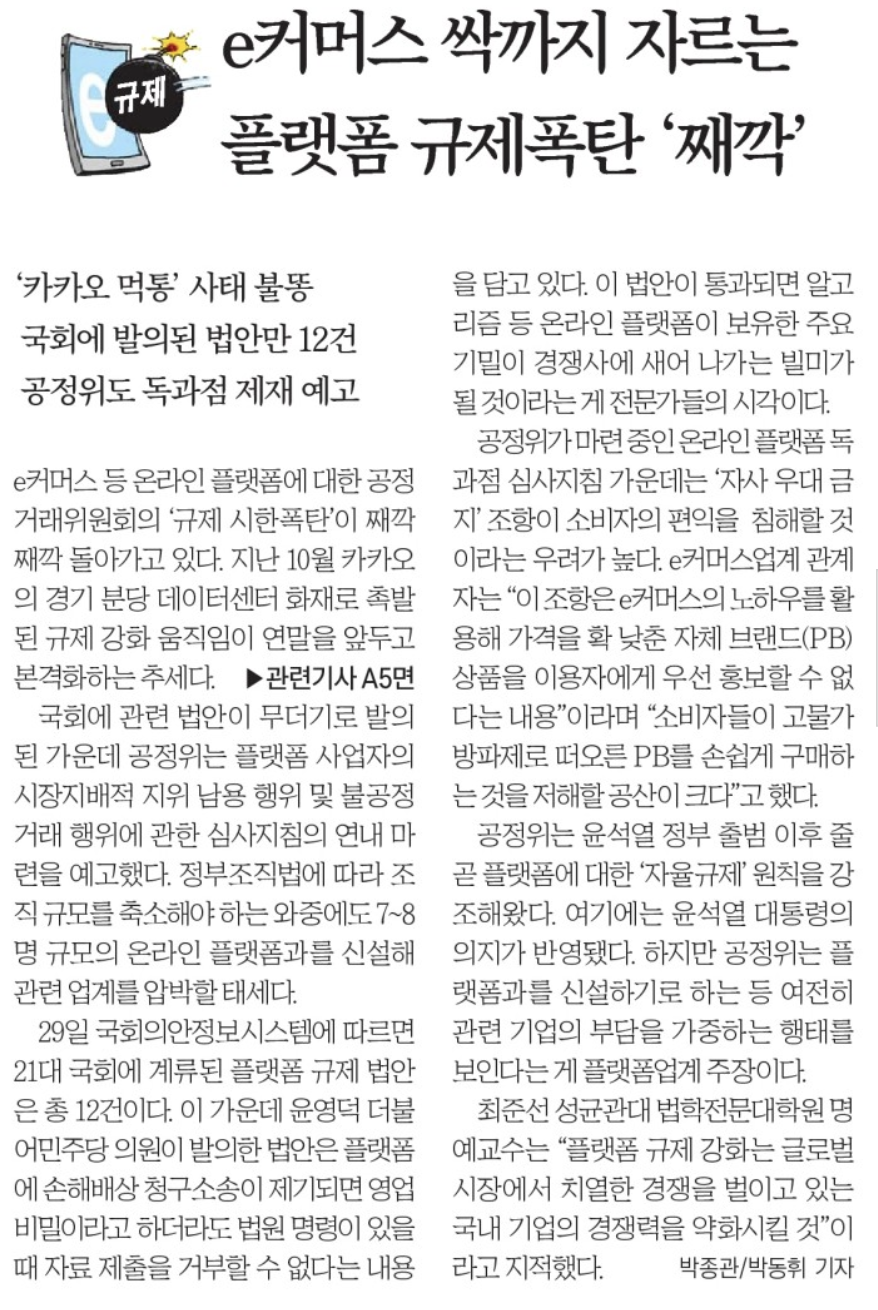 e커머스 싹까지 자르는
플랫폼 규제폭탄 ‘째깍’
e
규제
‘카카오 먹통’ 사태 불똥
국회에 발의된 법안만 12건
공정위도 독과점 제재 예고
e커머스 등 온라인 플랫폼에 대한 공정
거래위원회의 ‘규제 시한폭탄’이 째깍
째깍 돌아가고 있다. 지난 10월 카카오
의 경기 분당 데이터센터 화재로 촉발
된 규제 강화 움직임이 연말을 앞두고
본격화하는 추세다. ▶관련기사 A5면
국회에 관련 법안이 무더기로 발의
된 가운데 공정위는 플랫폼 사업자의
시장지배적 지위 남용 행위 및 불공정
거래 행위에 관한 심사지침의 연내 마
련을 예고했다. 정부조직법에 따라 조
직 규모를 축소해야 하는 와중에도 7~8
명 규모의 온라인 플랫폼과를 신설해
관련 업계를 압박할 태세다.
29일 국회의안정보시스템에 따르면
21대 국회에 계류된 플랫폼 규제 법안
은 총 12건이다. 이 가운데 윤영덕 더불
어민주당 의원이 발의한 법안은 플랫폼
에 손해배상 청구소송이 제기되면 영업
비밀이라고 하더라도 법원 명령이 있을
때 자료 제출을 거부할 수 없다는 내용
을 담고 있다. 이 법안이 통과되면 알고
리즘 등 온라인 플랫폼이 보유한 주요
기밀이 경쟁사에 새어 나가는 빌미가
될 것이라는 게 전문가들의 시각이다.
공정위가 마련 중인 온라인 플랫폼 독
과점 심사지침 가운데는 ‘자사 우대 금
지’ 조항이 소비자의 편익을 침해할 것
이라는 우려가 높다. e커머스업계 관계
자는 “이 조항은 e커머스의 노하우를 활
용해 가격을 확 낮춘 자체 브랜드(PB)
상품을 이용자에게 우선 홍보할 수 없
다는 내용”이라며 “소비자들이 고물가
방파제로 떠오른 PB를 손쉽게 구매하
는 것을 저해할 공산이 크다”고 했다.
공정위는 윤석열 정부 출범 이후 줄
곧 플랫폼에 대한 ‘자율규제’ 원칙을 강
조해왔다. 여기에는 윤석열 대통령의
의지가 반영됐다. 하지만 공정위는 플
랫폼과를 신설하기로 하는 등 여전히
관련 기업의 부담을 가중하는 행태를
보인다는 게 플랫폼업계 주장이다.
최준선 성균관대 법학전문대학원 명
예교수는 “플랫폼 규제 강화는 글로벌
시장에서 치열한 경쟁을 벌이고 있는
국내 기업의 경쟁력을 약화시킬 것”이
라고 지적했다. 박종관/박동휘 기자